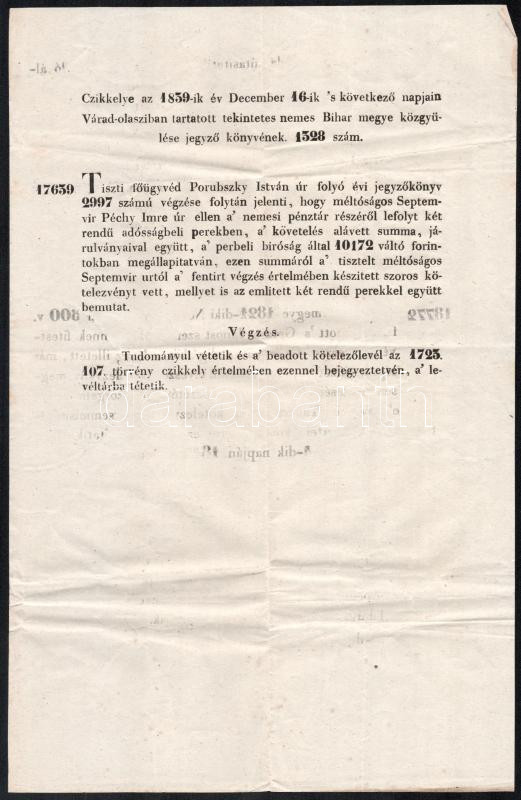 Czikkelye az 1839-ik év December 16-ik 's következő napjain
Várad-olasziban tartatott tekintetes nemes Bihar megye közgyü-
lése jegyző könyvének. 1328 szám.
17639 Tiszti főügyvéd Porubszky István úr folyó évi jegyzőkönyv
2997 számú végzése folytán jelenti, hogy méltóságos Septem-
vir Péchy Imre úr ellen a' nemesi pénztár részéről lefolyt két
rendű adósságbeli perekben, a' követelés alávett summa, já-
rulványaival együtt, a' perbeli biróság által 10172 váltó forin-
tokban megállapitatván, ezen summáról a' tisztelt méltóságos
Septemvir urtól a' fentirt végzés értelmében készitett szoros kö-
telezvényt vett, mellyet is az emlitett két rendű perekkel együtt
bemutat.
Végzés.
Tudományul vétetik és a' beadott kötelezőlevél az 1723.
107. törvény czikkely értelmében ezennel bejegyeztetvén, a' le-
véltárba tétetik.
darabanth